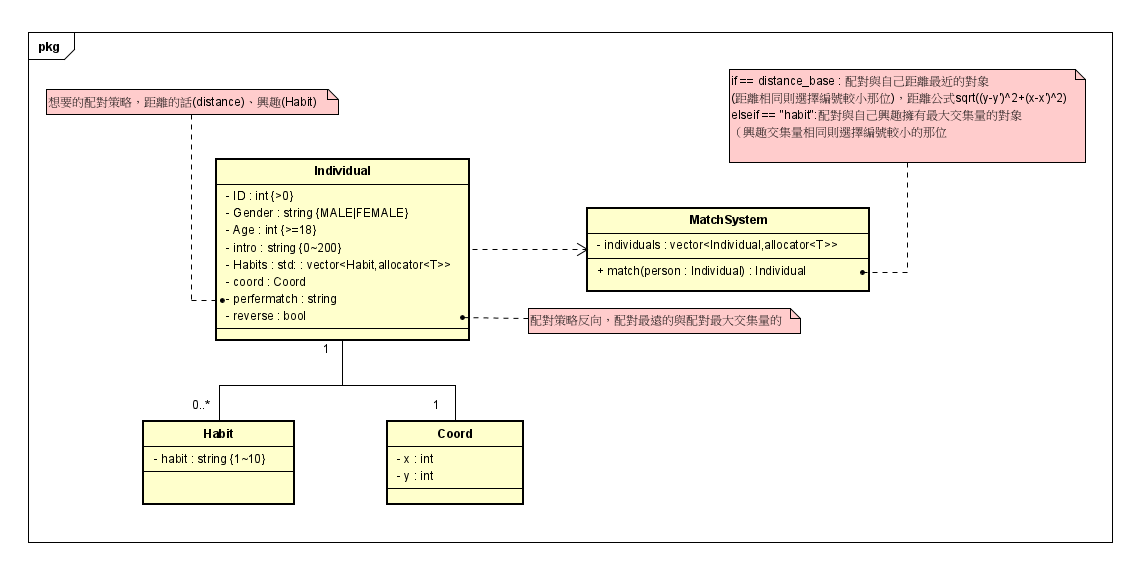 pkg
想要的配對策略，距離的話(distance)、興趣(Habit)
if == distance_base : 配對與自己距離最近的對象
(距離相同則選擇編號較小那位)，距離公式sqrt((y-y')^2+(x-x')^2)
elseif == "habit":配對與自己興趣擁有最大交集量的對象
（興趣交集量相同則選擇編號較小的那位
Individual
- ID : int {>0}
- Gender : string {MALE|FEMALE}
- Age : int {>=18}
- intro : string {0~200}
- Habits : std: : vector<Habit,allocator<T>>
- coord : Coord
- perfermatch : string
- reverse : bool
MatchSystem
- individuals : vector<Individual,allocator<T>>
+ match(person : Individual) : Individual
配對策略反向，配對最遠的與配對最大交集量的
1
0..*
1
Habit
- habit : string {1~10}
Coord
- x : int
- y : int